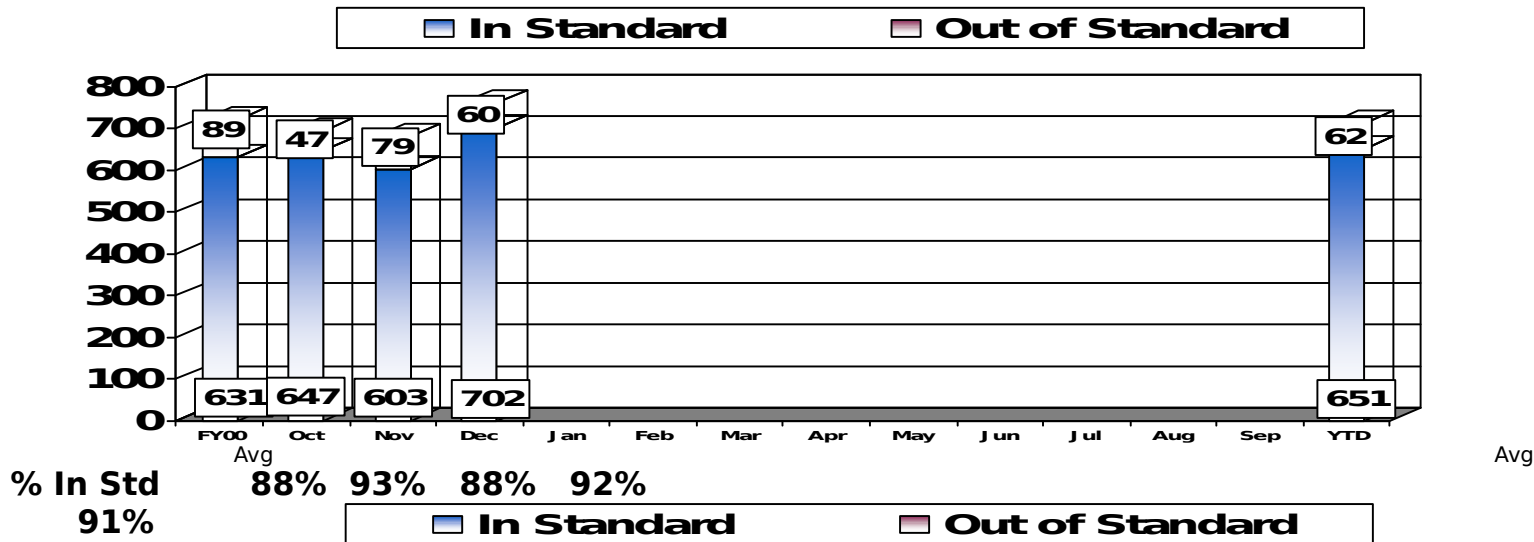 In Standard Out of Standard
800
700
600
500
400
300
200
100
0
89 47 79 60 62
631 647 603 702 651
FY00 Oct Nov Dec Jan Feb Mar Apr May Jun Jul Aug Sep YTD
Avg Avg
% In Std 88% 93% 88% 92%
91%
In Standard Out of Standard